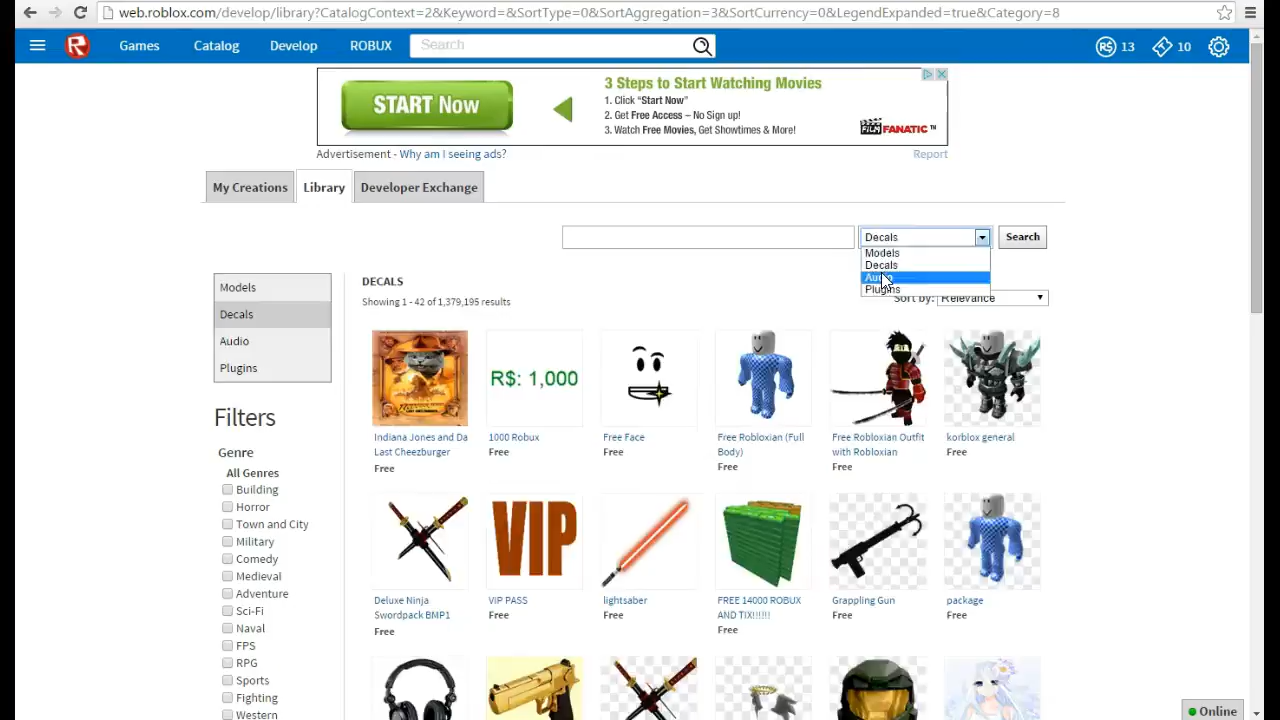 web.roblox.com/develop/library?CatalogContext=2&Keyword=&SortType=0&SortAggregation=3&SortCurrency=0&LegendExpanded=true&Category=8
R Games Catalog Develop ROBUX Search R$ 13 10
START NOW
3 Steps to Start Watching Movies
1. Click "Start Now"
2. Get Free Access – No Sign up!
3. Watch Free Movies, Get Showtimes & More!
FILM FANATIC ™
Advertisement - Why am I seeing ads? Report
My Creations Library Developer Exchange
Decals Search
Models
Decals
Plugins
Sort by: Relevance
Models
Decals
Audio
Plugins
DECALS
Showing 1 - 42 of 1,379,195 results
Filters
Genre
All Genres
Building
Horror
Town and City
Military
Comedy
Medieval
Adventure
Sci-Fi
Naval
FPS
RPG
Sports
Fighting
Western
R$: 1,000
Indiana Jones and Da
Last Cheezburger
Free
1000 Robux
Free
Free Face
Free
Free Robloxian (Full
Body)
Free
Free Robloxian Outfit
with Robloxian
Free
korblox general
Free
VIP
Deluxe Ninja
Swordpack BMP1
Free
VIP PASS
Free
lightsaber
Free
FREE 14000 ROBUX
AND TIX!!!!!!
Free
Grappling Gun
Free
package
Free
Online